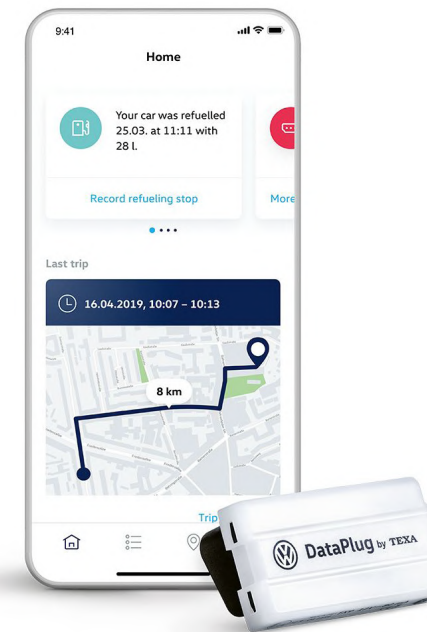 9:41
Home
Your car was refuelled
25.03. at 11:11 with
28 l.
Record refueling stop
More
Last trip
16.04.2019, 10:07 – 10:13
8 km
Trip
DataPlug by TEXA